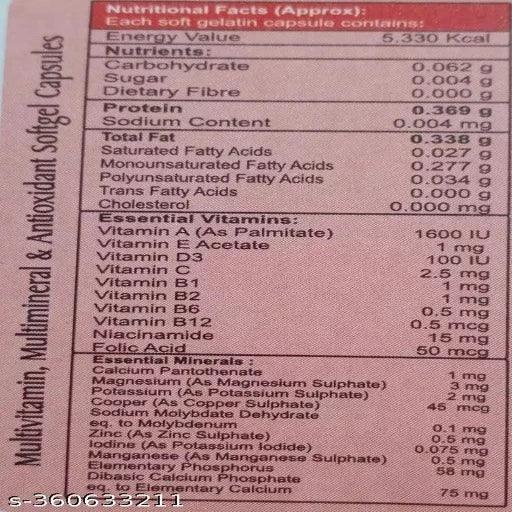 Nutritional Facts (Approx):
Each soft gelatin capsule contains:
Energy Value 5.330 Kcal
Nutrients:
Carbohydrate 0.062 g
Sugar 0.004 g
Dietary Fibre 0.000 g
Protein 0.369 g
Sodium Content 0.004 mg
Total Fat 0.338 g
Saturated Fatty Acids 0.027 g
Monounsaturated Fatty Acids 0.277 g
Polyunsaturated Fatty Acids 0.034 g
Trans Fatty Acids 0.000 g
Cholesterol 0.000 mg
Essential Vitamins:
Vitamin A (As Palmitate) 1600 IU
Vitamin E Acetate 1 mg
Vitamin D3 100 IU
Vitamin C 2.5 mg
Vitamin B1 1 mg
Vitamin B2 1 mg
Vitamin B6 0.5 mg
Vitamin B12 0.5 mcg
Niacinamide 15 mg
Folic Acid 50 mcg
Essential Minerals :
Calcium Pantothenate 1 mg
Magnesium (As Magnesium Sulphate) 3 mg
Potassium (As Potassium Sulphate) 2 mg
Cooper (As Copper Sulphate) 45 mcg
Sodium Molybdate Dehydrate
eq. to Molybdenum 0.1 mg
Zinc (As Zinc Sulphate) 0.5 mg
Iodine (As Potassium Iodide) 0.075 mg
Manganese (As Manganese Sulphate) 0.5 mg
Elementary Phosphorus 58 mg
Dibasic Calcium Phosphate
eq. to Elementary Calcium 75 mg
Multivitamin, Multimineral & Antioxidant Softgel Capsules
s-360633211